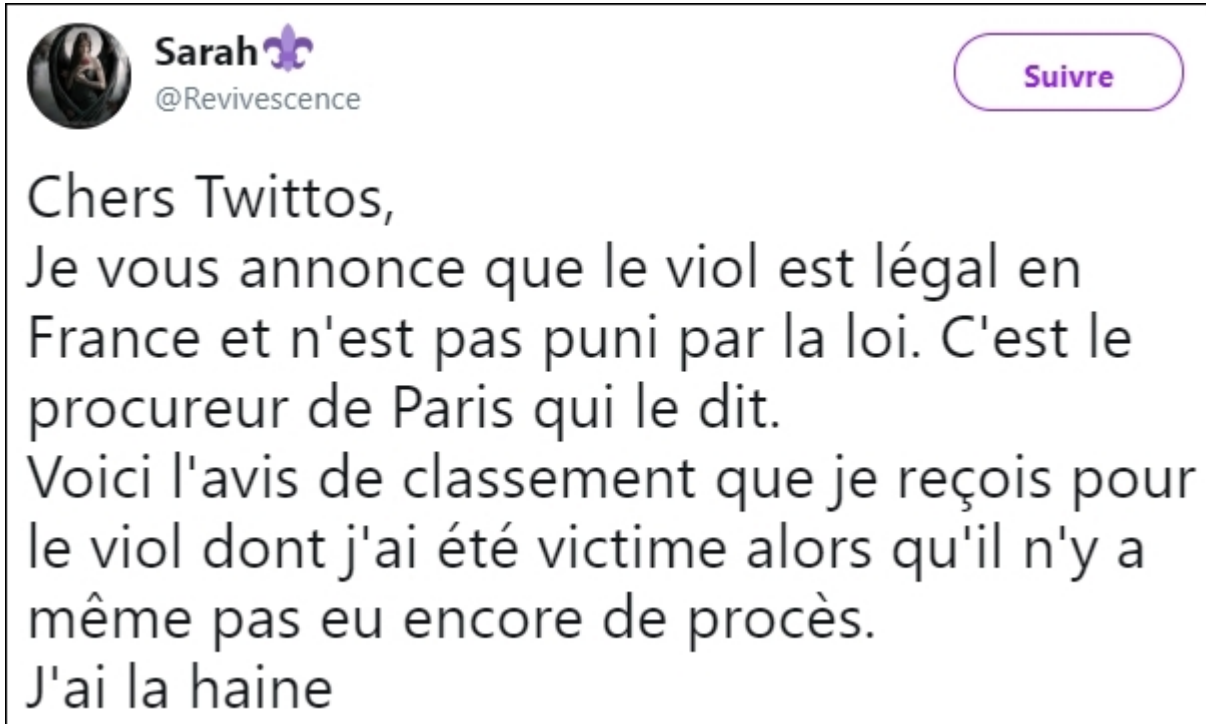 Sarah⚜
@Revivescence
Suivre
Chers Twittos,
Je vous annonce que le viol est légal en
France et n'est pas puni par la loi. C'est le
procureur de Paris qui le dit.
Voici l'avis de classement que je reçois pour
le viol dont j'ai été victime alors qu'il n'y a
même pas eu encore de procès.
J'ai la haine